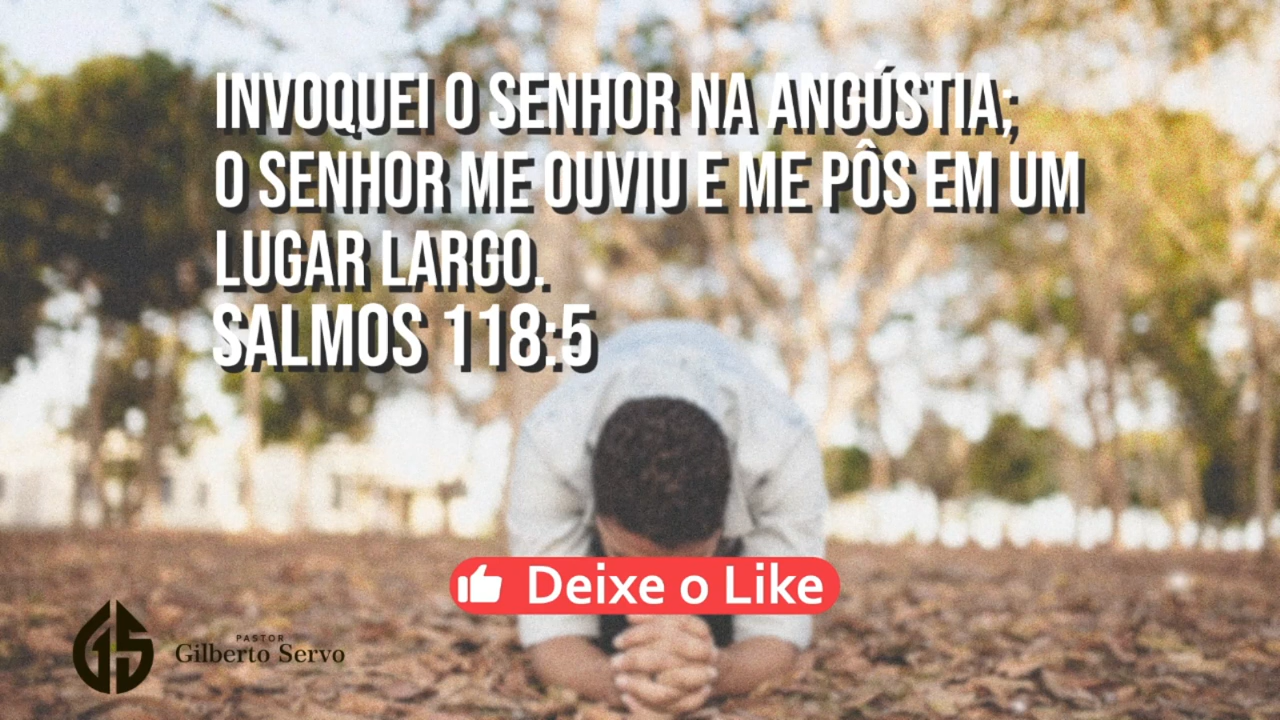 INVOQUEI O SENHOR NA ANGÚSTIA;
O SENHOR ME OUVIU E ME PÔS EM UM
LUGAR LARGO.
SALMOS 118:5
Deixe o Like
GS
PASTOR
Gilberto Servo